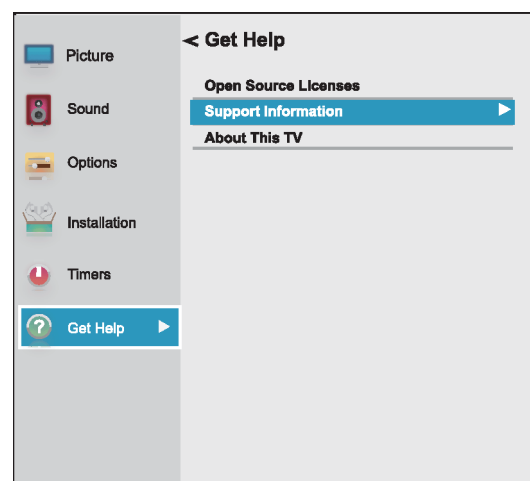 Picture
Sound
Options
Installation
Timers
Get Help
< Get Help
Open Source Licenses
Support Information
About This TV